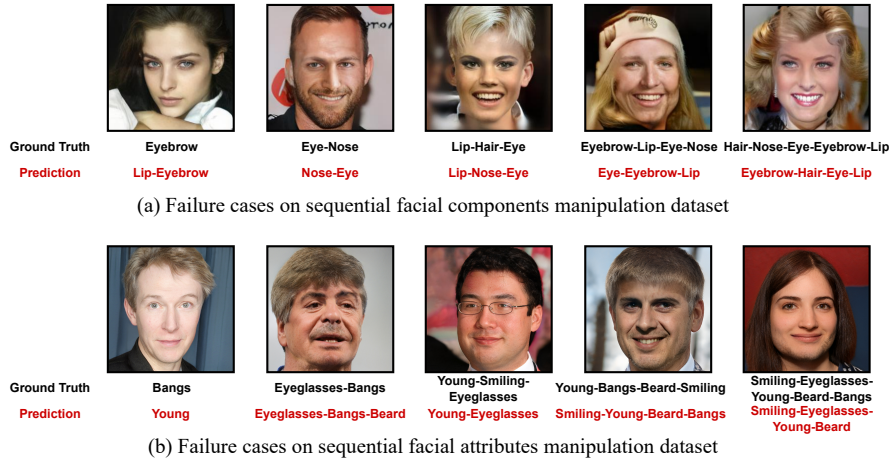 Ground Truth Eyebrow Eye-Nose Lip-Hair-Eye Eyebrow-Lip-Eye-Nose Hair-Nose-Eye-Eyebrow-Lip
Prediction Lip-Eyebrow Nose-Eye Lip-Nose-Eye Eye-Eyebrow-Lip Eyebrow-Hair-Eye-Lip
(a) Failure cases on sequential facial components manipulation dataset
Ground Truth Bangs Eyeglasses-Bangs Young-Smiling-Eyeglasses Young-Bangs-Beard-Smiling Smiling-Eyeglasses-Young-Beard-Bangs
Prediction Young Eyeglasses-Bangs-Beard Young-Eyeglasses Smiling-Young-Beard-Bangs Smiling-Eyeglasses-Young-Beard
(b) Failure cases on sequential facial attributes manipulation dataset